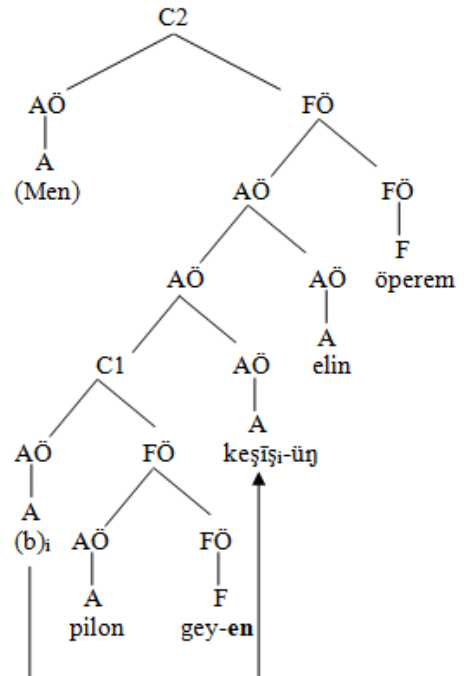 C2
AÖ FÖ
A
(Men)
AÖ FÖ
F
öperem
AÖ AÖ
A
elin
C1 AÖ
A
keşīşᵢ-üŋ
AÖ FÖ
A
(b)ᵢ
AÖ FÖ
A F
pilon gey-en